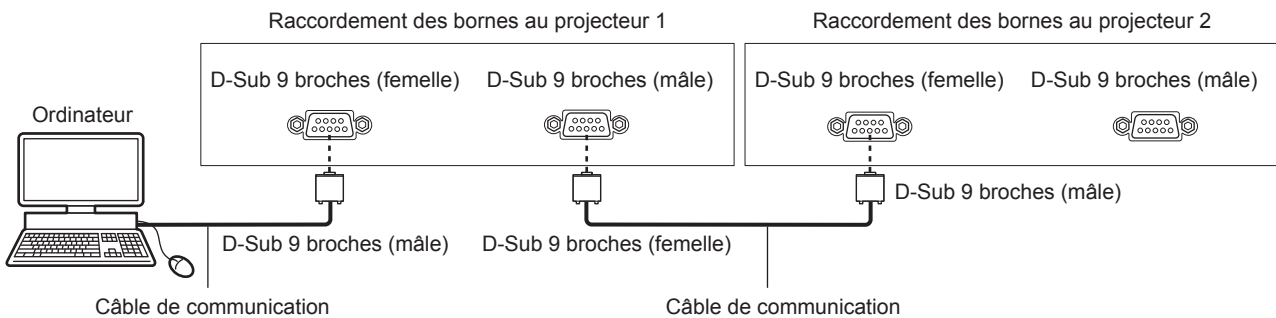 Raccordement des bornes au projecteur 1
Raccordement des bornes au projecteur 2
D-Sub 9 broches (femelle)
D-Sub 9 broches (mâle)
D-Sub 9 broches (femelle)
D-Sub 9 broches (mâle)
Ordinateur
D-Sub 9 broches (mâle)
D-Sub 9 broches (mâle)
D-Sub 9 broches (femelle)
Câble de communication
Câble de communication